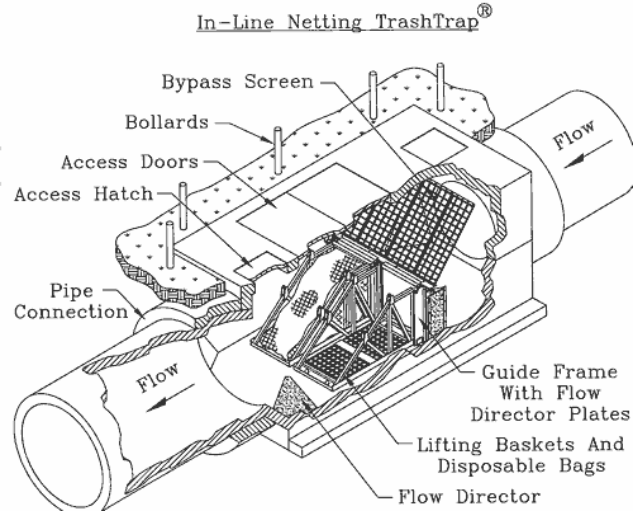 In-Line Netting TrashTrap®
Bypass Screen
Bollards
Flow
Access Doors
Access Hatch
Pipe
Connection
Flow
Guide Frame
With Flow
Director Plates
Lifting Baskets And
Disposable Bags
Flow Director